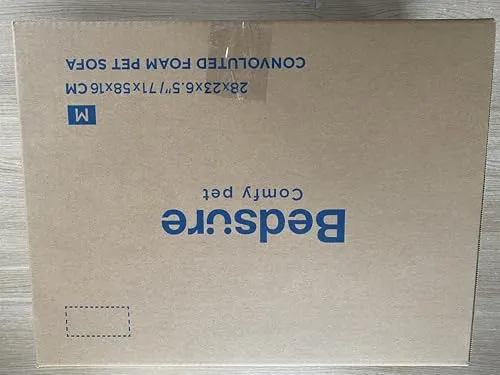 Bedsure
Comfy pet
M
28x23x6.5"/71x58x16 CM
CONVOLUTED FOAM PET SOFA